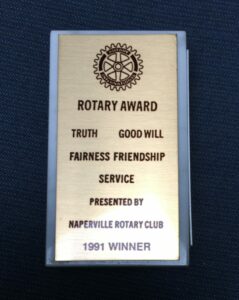 ROTARY AWARD
TRUTH GOOD WILL
FAIRNESS FRIENDSHIP
SERVICE
PRESENTED BY
NAPERVILLE ROTARY CLUB
1991 WINNER